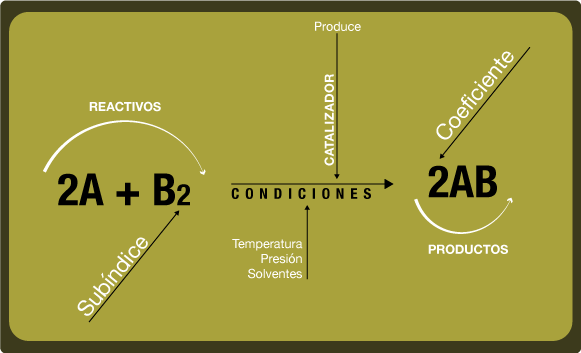 Produce
CATALIZADOR
Coeficiente
REACTIVOS
2A + B2
CONDICIONES
2AB
Subíndice
Temperatura
Presión
Solventes
PRODUCTOS